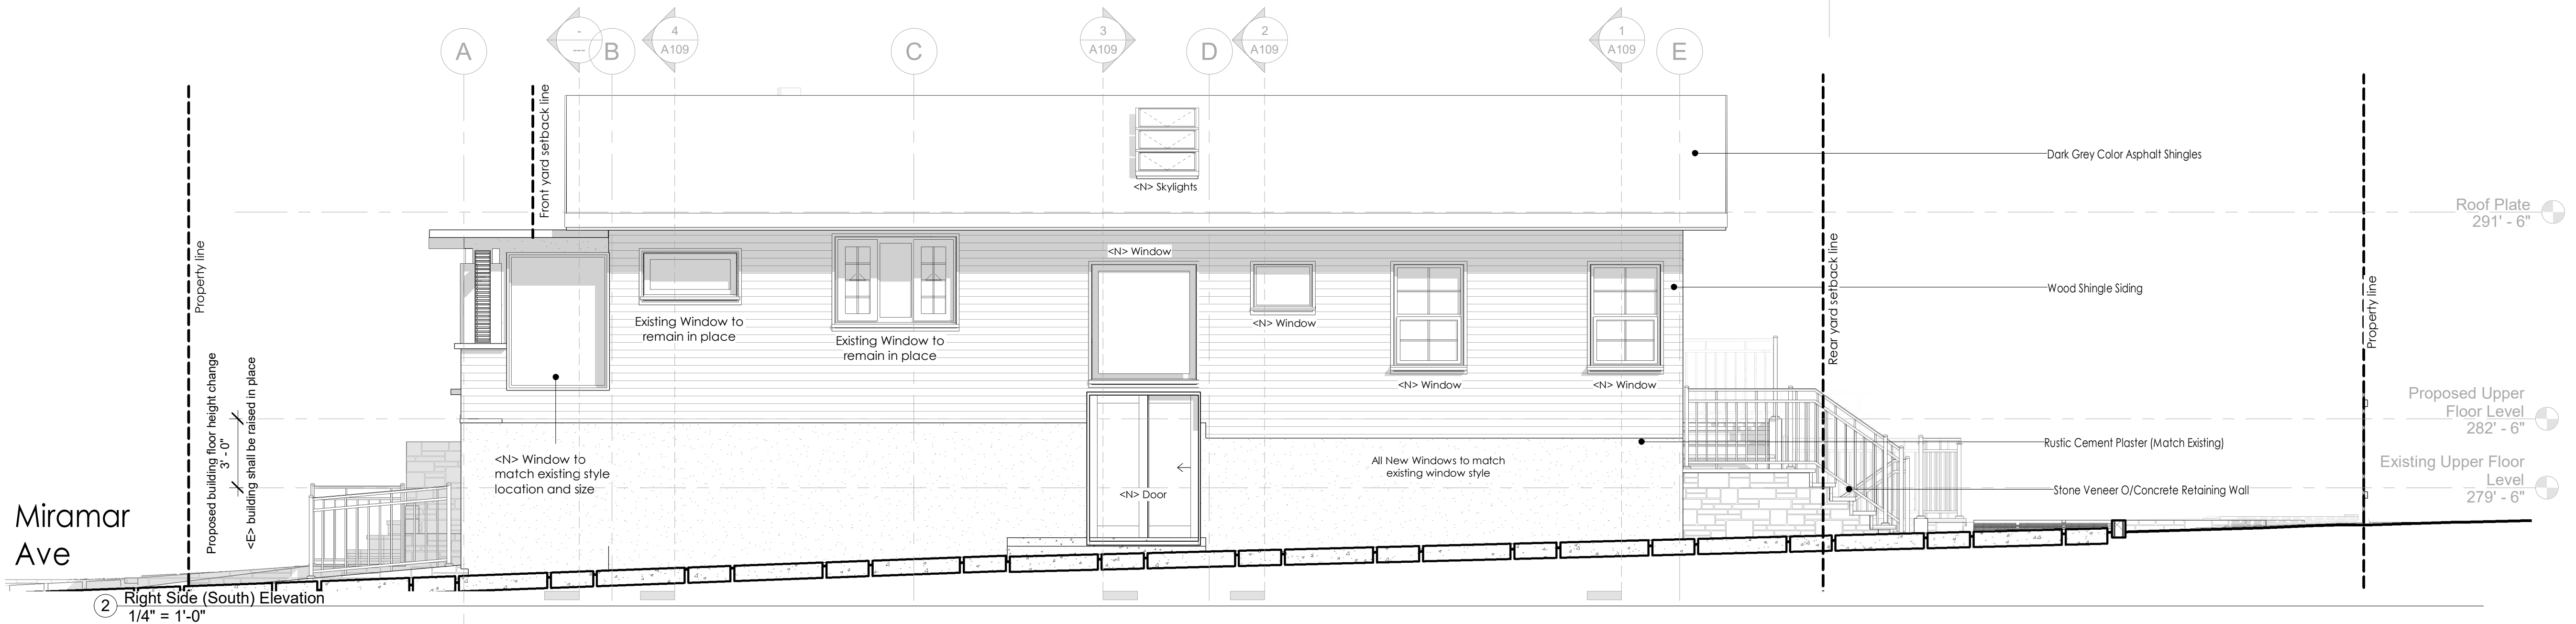 A
-
---
B
4
A109
C
3
A109
D
2
A109
1
A109
E
Front yard setback line
Dark Grey Color Asphalt Shingles
<N> Skylights
Roof Plate
291' - 6"
Property line
<N> Window
Rear yard setback line
Property line
Wood Shingle Siding
Existing Window to
remain in place
<N> Window
Existing Window to
remain in place
<N> Window
<N> Window
Proposed building floor height change
3' - 0"
<E> building shall be raised in place
Proposed Upper
Floor Level
282' - 6"
Rustic Cement Plaster (Match Existing)
<N> Window to
match existing style
location and size
All New Windows to match
existing window style
Existing Upper Floor
Level
279' - 6"
<N> Door
Stone Veneer O/Concrete Retaining Wall
Miramar
Ave
2
Right Side (South) Elevation
1/4" = 1'-0"